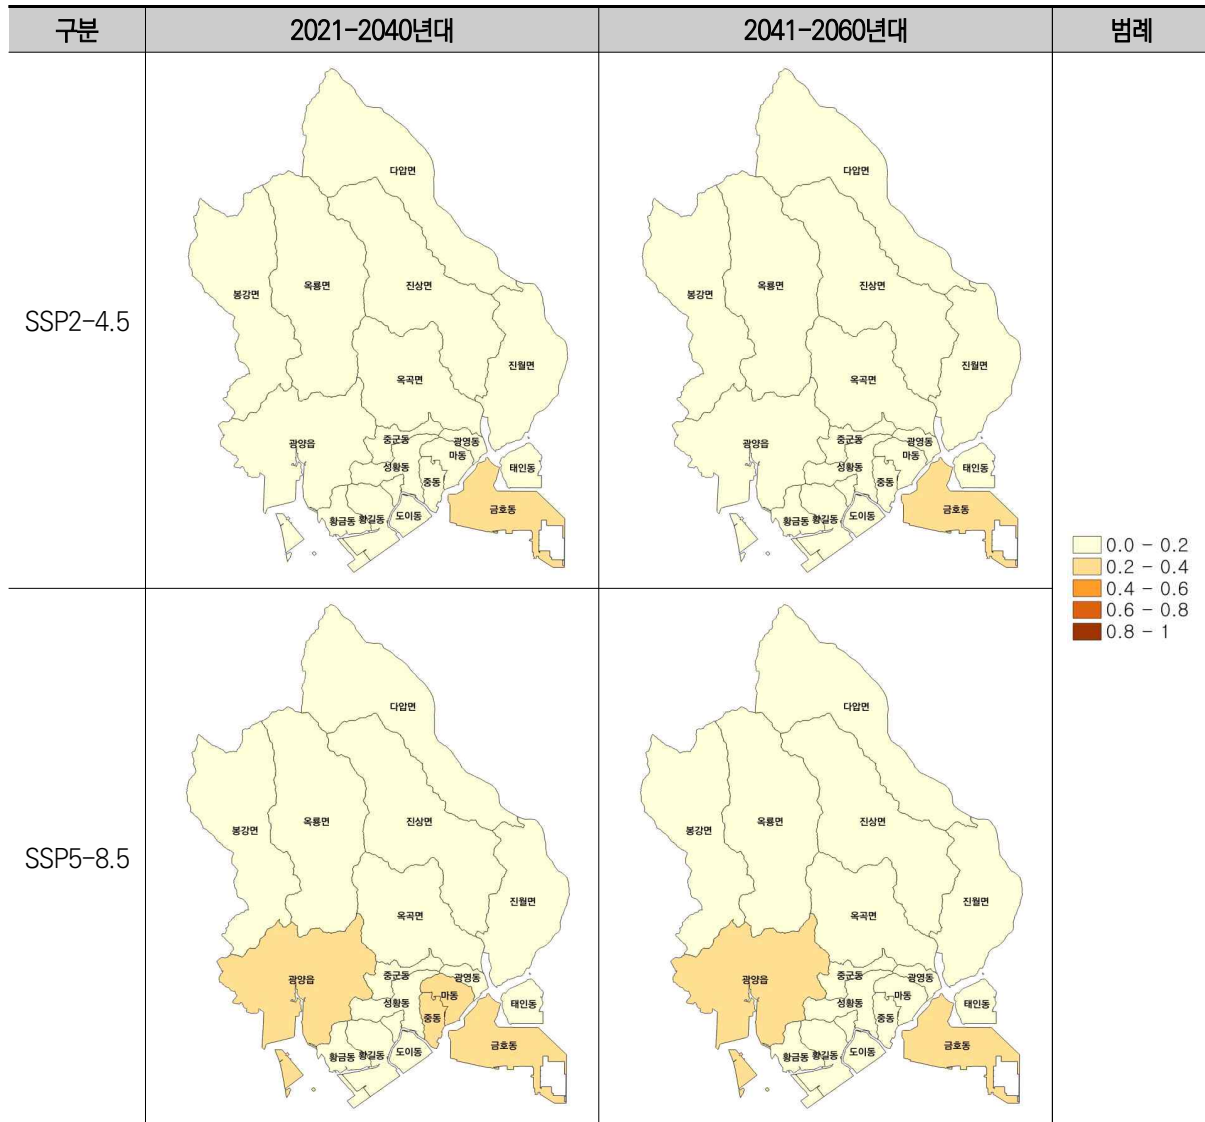 구분 2021-2040년대 2041-2060년대 범례
SSP2-4.5
다압면
봉강면
옥룡면
진상면
진월면
옥곡면
광양읍
중군동
광영동
마동
성황동
중동
태인동
금호동
황금동
황길동
도이동
다압면
봉강면
옥룡면
진상면
진월면
옥곡면
광양읍
중군동
광영동
마동
성황동
중동
태인동
금호동
황금동
황길동
도이동
0.0 - 0.2
0.2 - 0.4
0.4 - 0.6
0.6 - 0.8
0.8 - 1
SSP5-8.5
다압면
봉강면
옥룡면
진상면
진월면
옥곡면
광양읍
중군동
광영동
마동
성황동
중동
태인동
금호동
황금동
황길동
도이동
다압면
봉강면
옥룡면
진상면
진월면
옥곡면
광양읍
중군동
광영동
마동
성황동
중동
태인동
금호동
황금동
황길동
도이동